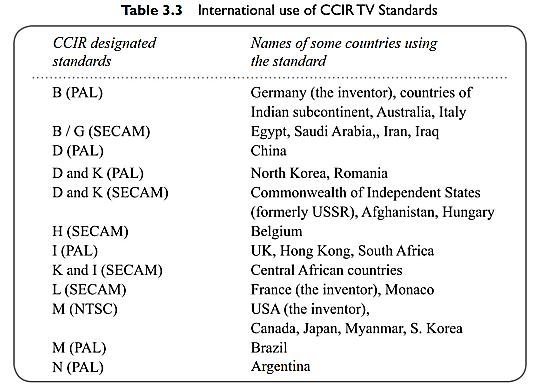 Table 3.3 International use of CCIR TV Standards
CCIR designated standards Names of some countries using the standard
B (PAL) Germany (the inventor), countries of
Indian subcontinent, Australia, Italy
B / G (SECAM) Egypt, Saudi Arabia,, Iran, Iraq
D (PAL) China
D and K (PAL) North Korea, Romania
D and K (SECAM) Commonwealth of Independent States
(formerly USSR), Afghanistan, Hungary
H (SECAM) Belgium
I (PAL) UK, Hong Kong, South Africa
K and I (SECAM) Central African countries
L (SECAM) France (the inventor), Monaco
M (NTSC) USA (the inventor),
Canada, Japan, Myanmar, S. Korea
M (PAL) Brazil
N (PAL) Argentina